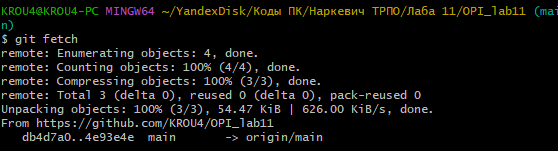 KROU4@KROU4-PC MINGW64 ~/YandexDisk/Коды ПК/Наркевич ТРПО/Лаба 11/OPI_lab11 (mai
n)
$ git fetch
remote: Enumerating objects: 4, done.
remote: Counting objects: 100% (4/4), done.
remote: Compressing objects: 100% (3/3), done.
remote: Total 3 (delta 0), reused 0 (delta 0), pack-reused 0
Unpacking objects: 100% (3/3), 54.47 KiB | 626.00 KiB/s, done.
From https://github.com/KROU4/OPI_lab11
   db4d7a0..4e93e4e  main       -> origin/main